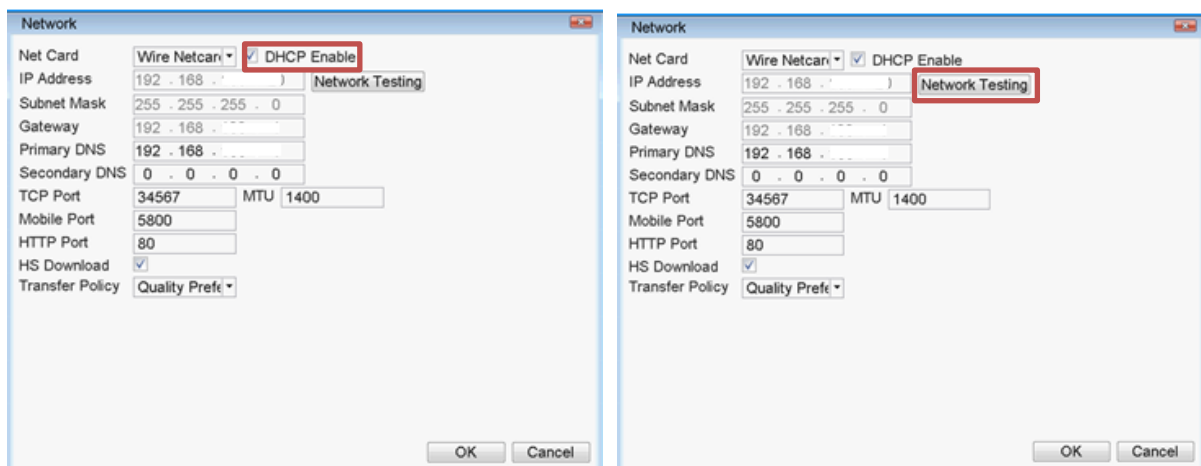 Network
Net Card Wire Netcar DHCP Enable
IP Address 192 . 168 . Network Testing
Subnet Mask 255 . 255 . 255 . 0
Gateway 192 . 168 .
Primary DNS 192 . 168 .
Secondary DNS 0 . 0 . 0 . 0
TCP Port 34567 MTU 1400
Mobile Port 5800
HTTP Port 80
HS Download
Transfer Policy Quality Prefe
OK Cancel
Network
Net Card Wire Netcar DHCP Enable
IP Address 192 . 168 . Network Testing
Subnet Mask 255 . 255 . 255 . 0
Gateway 192 . 168 .
Primary DNS 192 . 168 .
Secondary DNS 0 . 0 . 0 . 0
TCP Port 34567 MTU 1400
Mobile Port 5800
HTTP Port 80
HS Download
Transfer Policy Quality Prefe
OK Cancel